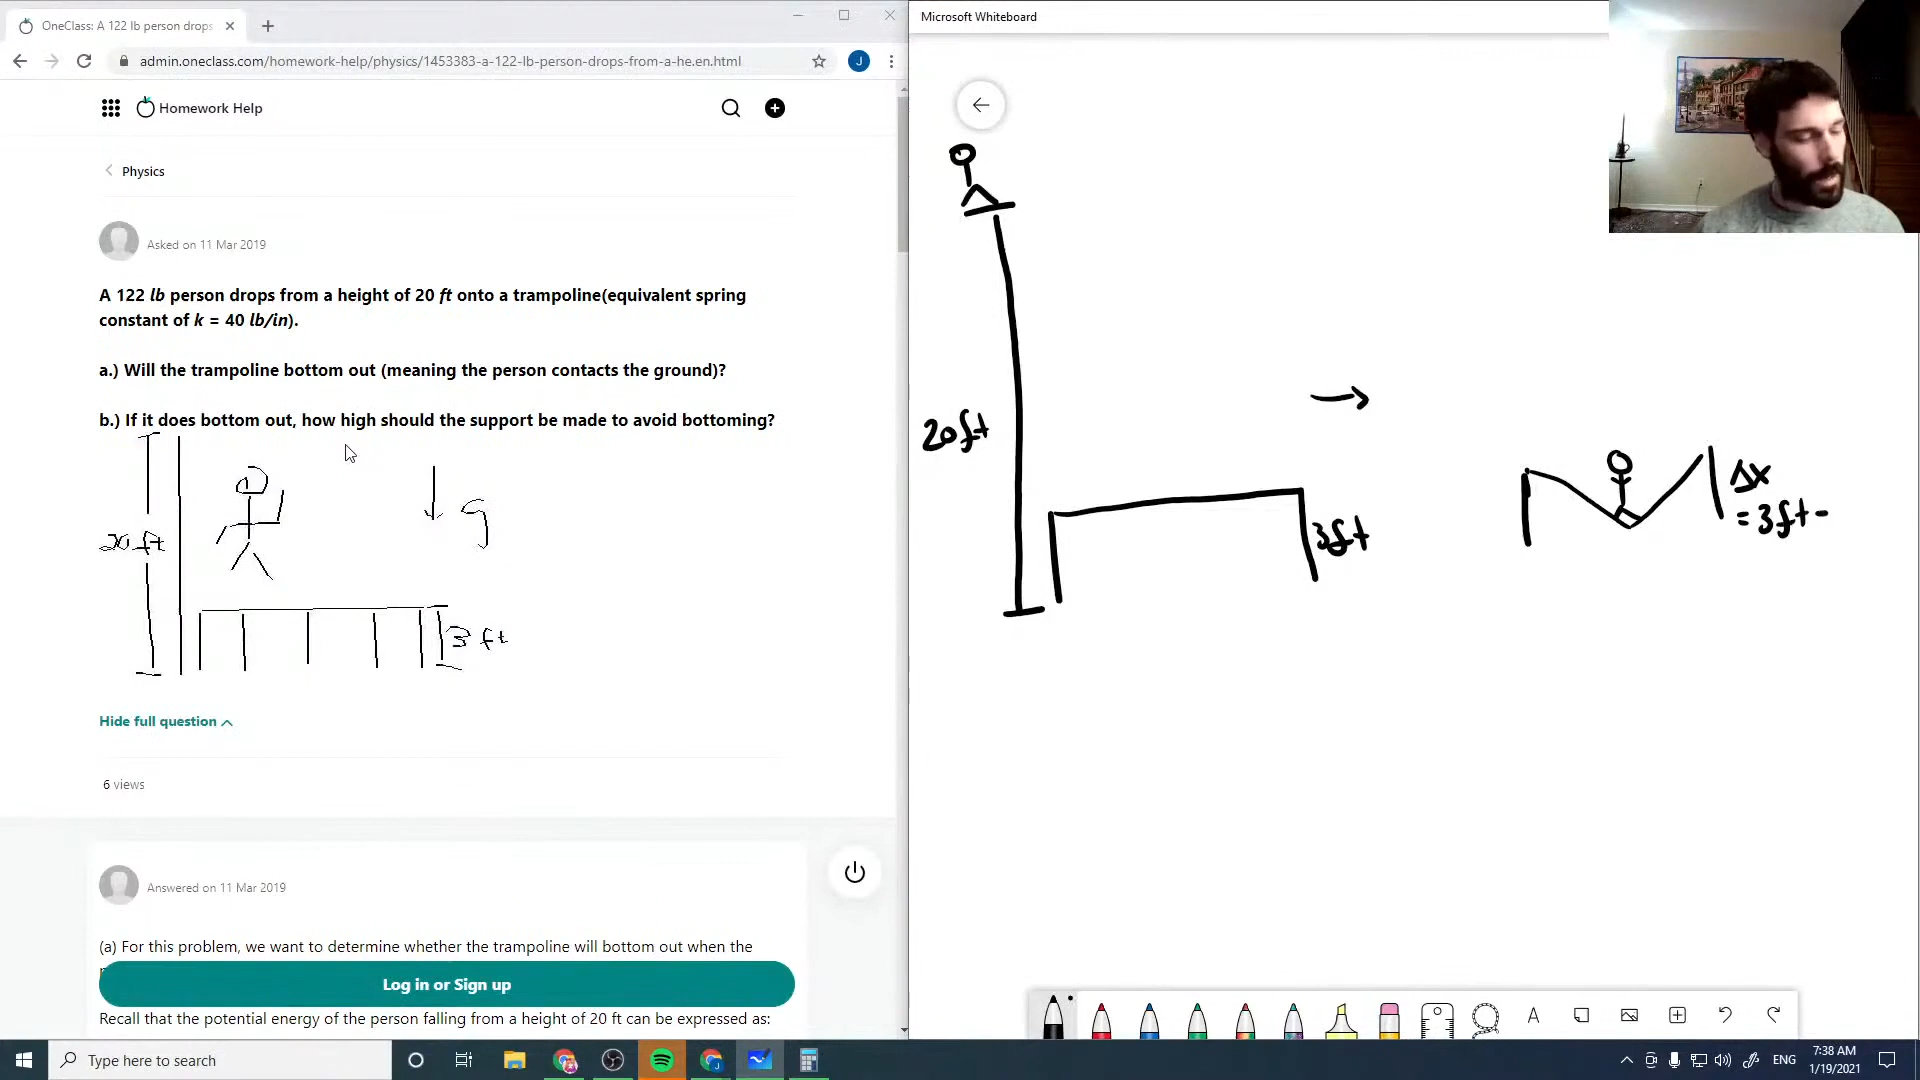 OneClass: A 122 lb person drops
admin.oneclass.com/homework-help/physics/1453383-a-122-lb-person-drops-from-a-he.en.html
J
Homework Help
Physics
Asked on 11 Mar 2019
A 122 lb person drops from a height of 20 ft onto a trampoline(equivalent spring
constant of k = 40 lb/in).
a.) Will the trampoline bottom out (meaning the person contacts the ground)?
b.) If it does bottom out, how high should the support be made to avoid bottoming?
20 ft
g
3 ft
Hide full question
6 views
Answered on 11 Mar 2019
(a) For this problem, we want to determine whether the trampoline will bottom out when the
Log in or Sign up
Recall that the potential energy of the person falling from a height of 20 ft can be expressed as:
Microsoft Whiteboard
20ft
3ft
Δx
= 3ft-
A
Type here to search
ENG
7:38 AM
1/19/2021